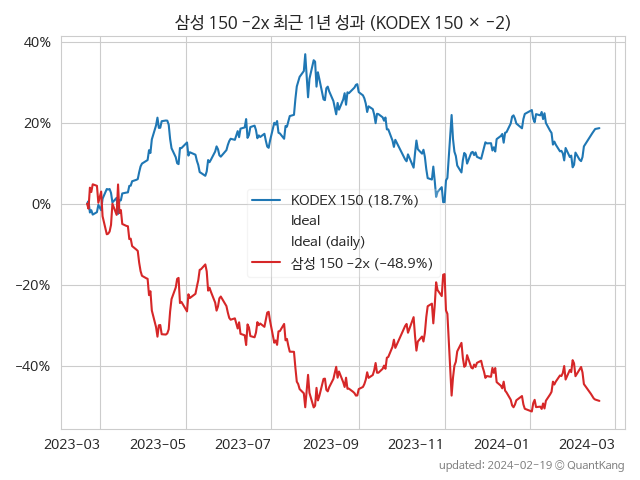 삼성 150 −2x 최근 1년 성과 (KODEX 150 × −2)
40%
20%
0%
−20%
−40%
KODEX 150 (18.7%)
Ideal
Ideal (daily)
삼성 150 −2x (−48.9%)
2023-03 2023-05 2023-07 2023-09 2023-11 2024-01 2024-03
updated: 2024-02-19 © QuantKang